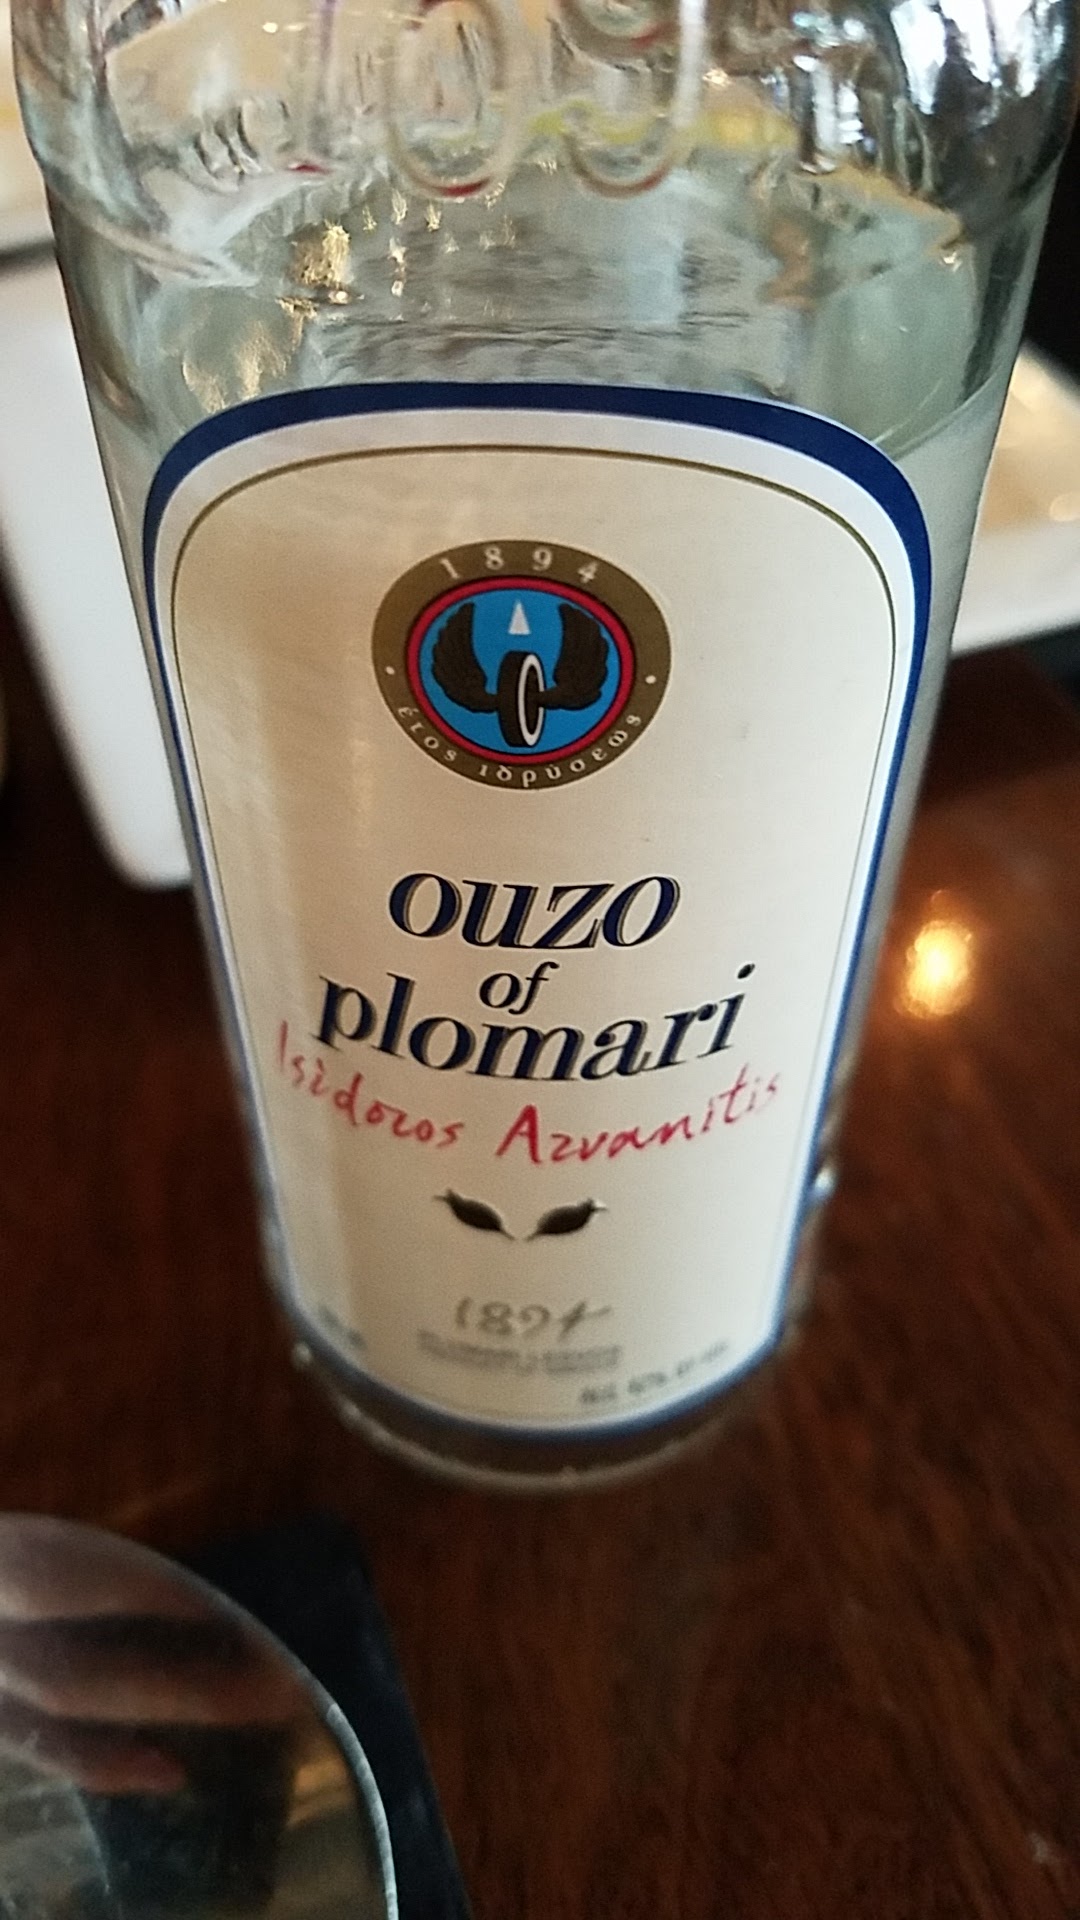 1894
έτος ιδρύσεως
ouzo
of
plomari
Isidoros Arvanitis
1894